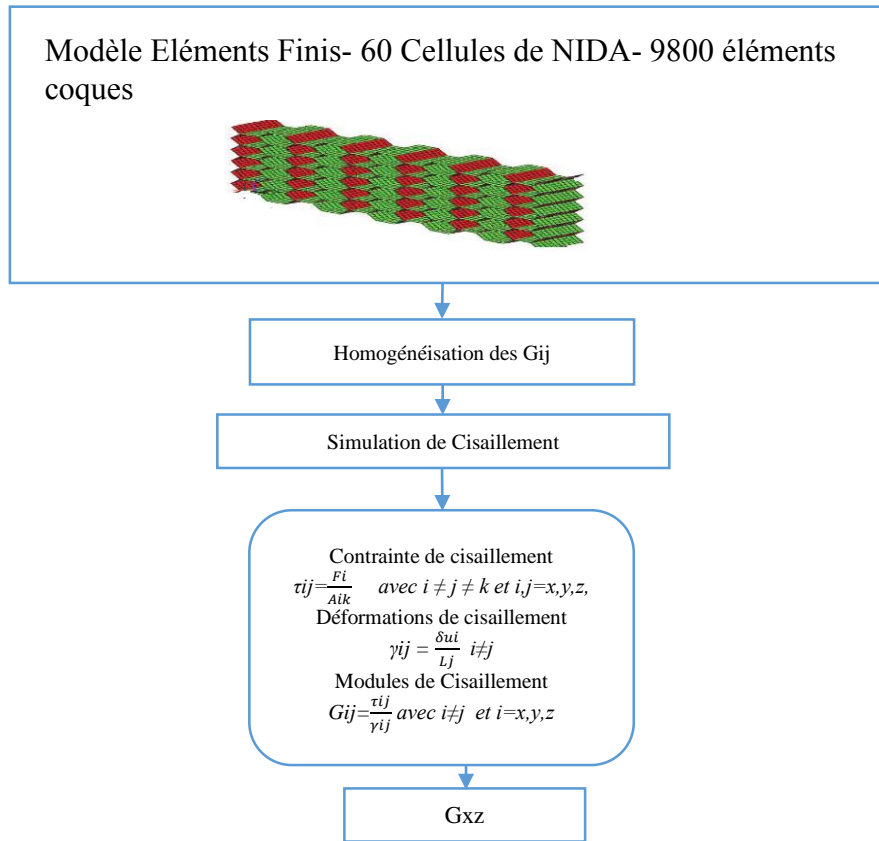 Modèle Eléments Finis- 60 Cellules de NIDA- 9800 éléments
coques
Homogénéisation des Gij
Simulation de Cisaillement
Contrainte de cisaillement
τij=Fi/Aik avec i ≠ j ≠ k et i,j=x,y,z,
Déformations de cisaillement
γij = δui/Lj i≠j
Modules de Cisaillement
Gij=τij/γij avec i≠j et i=x,y,z
Gxz